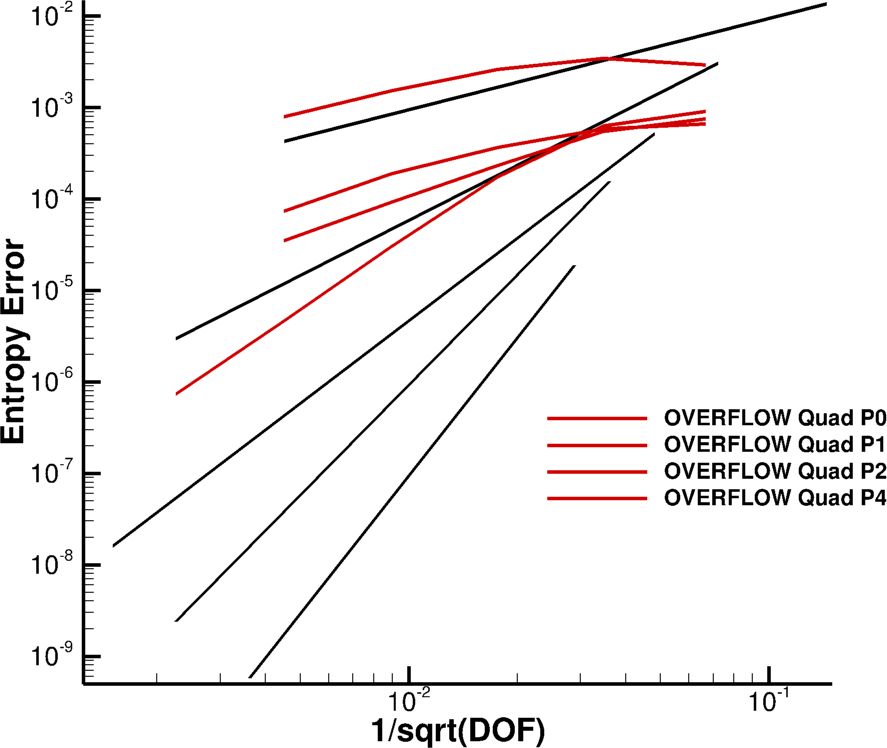 10-2
10-3
10-4
10-5
10-6
10-7
10-8
10-9
Entropy Error
OVERFLOW Quad P0
OVERFLOW Quad P1
OVERFLOW Quad P2
OVERFLOW Quad P4
10-2
10-1
1/sqrt(DOF)